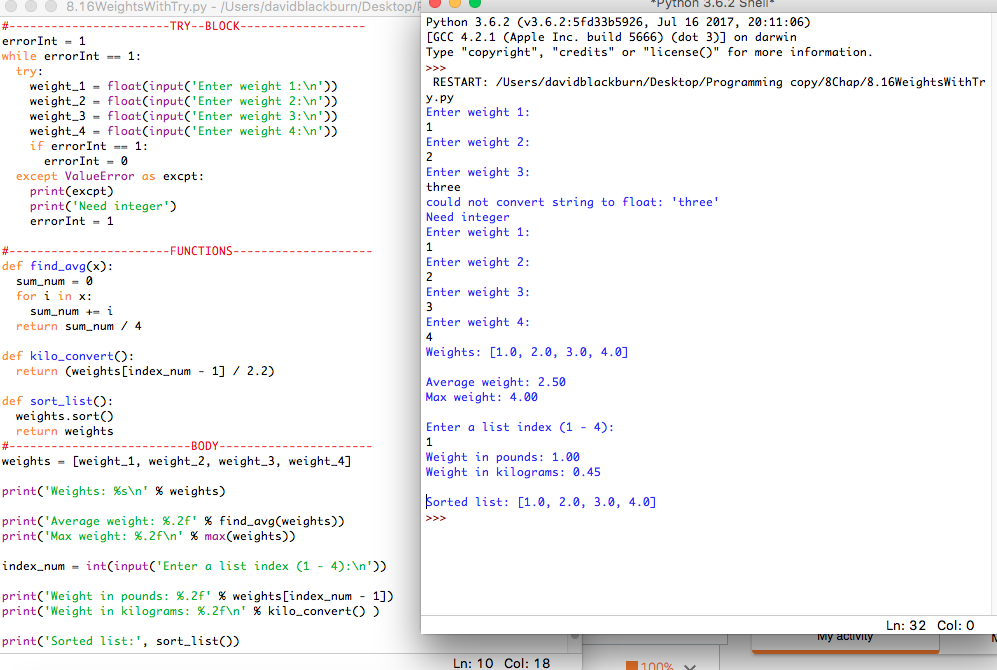 8.16WeightsWithTry.py - /Users/davidblackburn/Desktop/P
#-----------------------TRY--BLOCK----------------------
errorInt = 1
while errorInt == 1:
  try:
    weight_1 = float(input('Enter weight 1:\n'))
    weight_2 = float(input('Enter weight 2:\n'))
    weight_3 = float(input('Enter weight 3:\n'))
    weight_4 = float(input('Enter weight 4:\n'))
    if errorInt == 1:
      errorInt = 0
  except ValueError as excpt:
    print(excpt)
    print('Need integer')
    errorInt = 1
#-----------------------FUNCTIONS--------------------
def find_avg(x):
  sum_num = 0
  for i in x:
    sum_num += i
  return sum_num / 4
def kilo_convert():
  return (weights[index_num - 1] / 2.2)
def sort_list():
  weights.sort()
  return weights
#--------------------------BODY----------------------
weights = [weight_1, weight_2, weight_3, weight_4]
print('Weights: %s\n' % weights)
print('Average weight: %.2f' % find_avg(weights))
print('Max weight: %.2f\n' % max(weights))
index_num = int(input('Enter a list index (1 - 4):\n'))
print('Weight in pounds: %.2f' % weights[index_num - 1])
print('Weight in kilograms: %.2f\n' % kilo_convert() )
print('Sorted list:', sort_list())
Ln: 10 Col: 18
*Python 3.6.2 Shell*
Python 3.6.2 (v3.6.2:5fd33b5926, Jul 16 2017, 20:11:06)
[GCC 4.2.1 (Apple Inc. build 5666) (dot 3)] on darwin
Type "copyright", "credits" or "license()" for more information.
>>>
 RESTART: /Users/davidblackburn/Desktop/Programming copy/8Chap/8.16WeightsWithTr
y.py
Enter weight 1:
1
Enter weight 2:
2
Enter weight 3:
three
could not convert string to float: 'three'
Need integer
Enter weight 1:
1
Enter weight 2:
2
Enter weight 3:
3
Enter weight 4:
4
Weights: [1.0, 2.0, 3.0, 4.0]
Average weight: 2.50
Max weight: 4.00
Enter a list index (1 - 4):
1
Weight in pounds: 1.00
Weight in kilograms: 0.45
Sorted list: [1.0, 2.0, 3.0, 4.0]
>>>
Ln: 32 Col: 0
My activity
100%